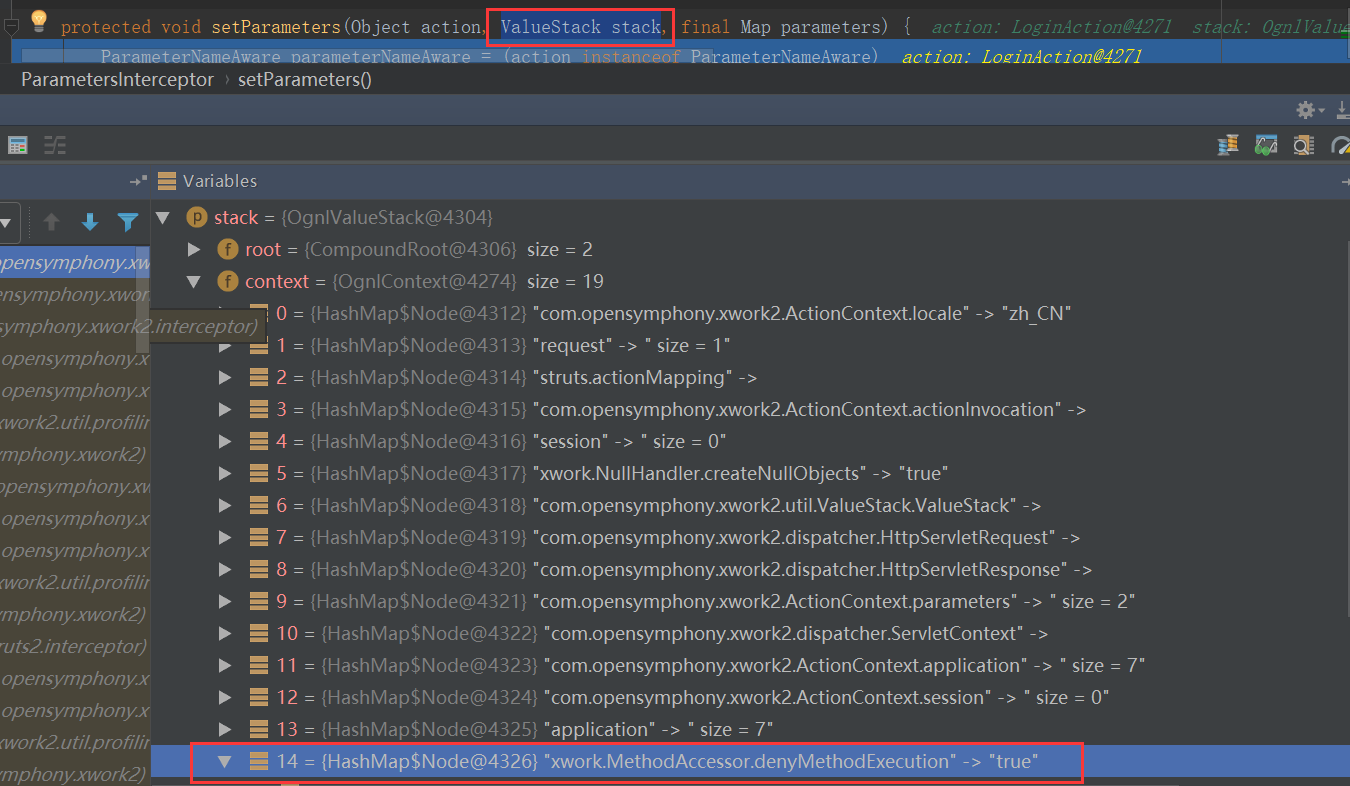 protected void setParameters(Object action, ValueStack stack, final Map parameters) { action: LoginAction@4271 stack: OgnlValue
ParameterNameAware parameterNameAware = (action instanceof ParameterNameAware) action: LoginAction@4271
ParametersInterceptor › setParameters()
Variables
stack = {OgnlValueStack@4304}
root = {CompoundRoot@4306} size = 2
opensymphony.xw
context = {OgnlContext@4274} size = 19
ensymphony.xwor
0 = {HashMap$Node@4312} "com.opensymphony.xwork2.ActionContext.locale" -> "zh_CN"
symphony.xwork2.interceptor)
1 = {HashMap$Node@4313} "request" -> " size = 1"
.opensymphony.x
2 = {HashMap$Node@4314} "struts.actionMapping" ->
.opensymphony.x
3 = {HashMap$Node@4315} "com.opensymphony.xwork2.ActionContext.actionInvocation" ->
xwork2.util.profilin
4 = {HashMap$Node@4316} "session" -> " size = 0"
ymphony.xwork2)
5 = {HashMap$Node@4317} "xwork.NullHandler.createNullObjects" -> "true"
opensymphony.xw
6 = {HashMap$Node@4318} "com.opensymphony.xwork2.util.ValueStack.ValueStack" ->
.opensymphony.x
7 = {HashMap$Node@4319} "com.opensymphony.xwork2.dispatcher.HttpServletRequest" ->
.opensymphony.x
8 = {HashMap$Node@4320} "com.opensymphony.xwork2.dispatcher.HttpServletResponse" ->
xwork2.util.profilin
9 = {HashMap$Node@4321} "com.opensymphony.xwork2.ActionContext.parameters" -> " size = 2"
ymphony.xwork2)
10 = {HashMap$Node@4322} "com.opensymphony.xwork2.dispatcher.ServletContext" ->
ruts2.interceptor)
11 = {HashMap$Node@4323} "com.opensymphony.xwork2.ActionContext.application" -> " size = 7"
.opensymphony.x
12 = {HashMap$Node@4324} "com.opensymphony.xwork2.ActionContext.session" -> " size = 0"
.opensymphony.x
13 = {HashMap$Node@4325} "application" -> " size = 7"
xwork2.util.profilin
14 = {HashMap$Node@4326} "xwork.MethodAccessor.denyMethodExecution" -> "true"
ymphony.xwork2)